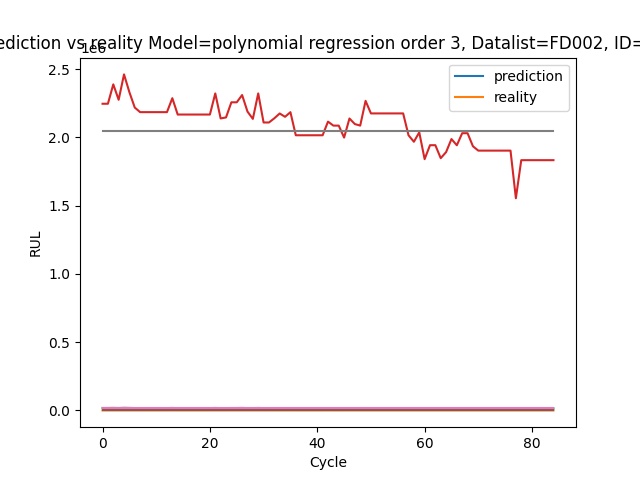 ediction vs reality Model=polynomial regression order 3, Datalist=FD002, ID=
1e6
prediction
reality
2.5
2.0
1.5
1.0
0.5
0.0
RUL
0
20
40
60
80
Cycle